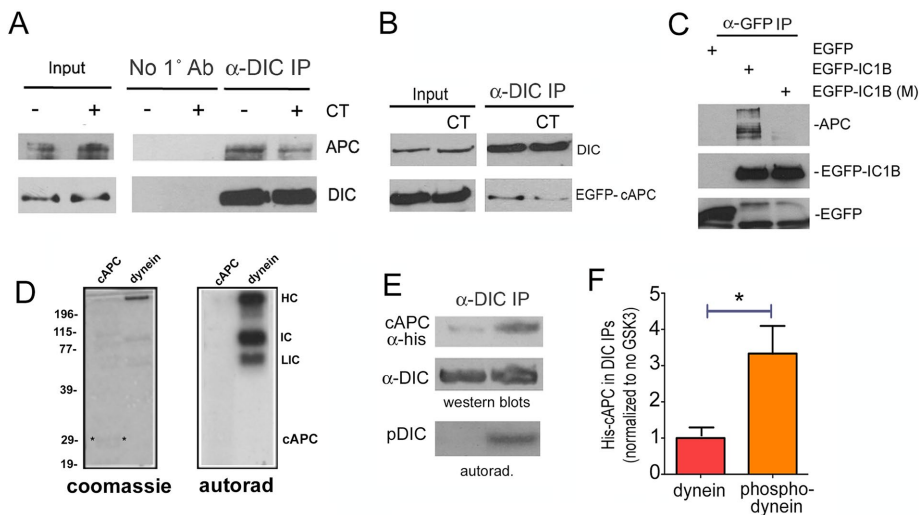 A
Input
No 1° Ab
α-DIC IP
- + - + - + CT
APC
DIC
B
Input
α-DIC IP
CT CT
DIC
EGFP-cAPC
C
α-GFP IP
+ EGFP
+ EGFP-IC1B
+ EGFP-IC1B (M)
-APC
-EGFP-IC1B
-EGFP
D
cAPC dynein
cAPC dynein
196-
115-
77-
39-
29-
19-
* *
HC
IC
LIC
cAPC
coomassie
autorad
E
α-DIC IP
cAPC
α-his
α-DIC
western blots
pDIC
autorad.
F
His-cAPC in DIC IPs
(normalized to no GSK3)
5
4
3
2
1
0
*
dynein
phospho-
dynein